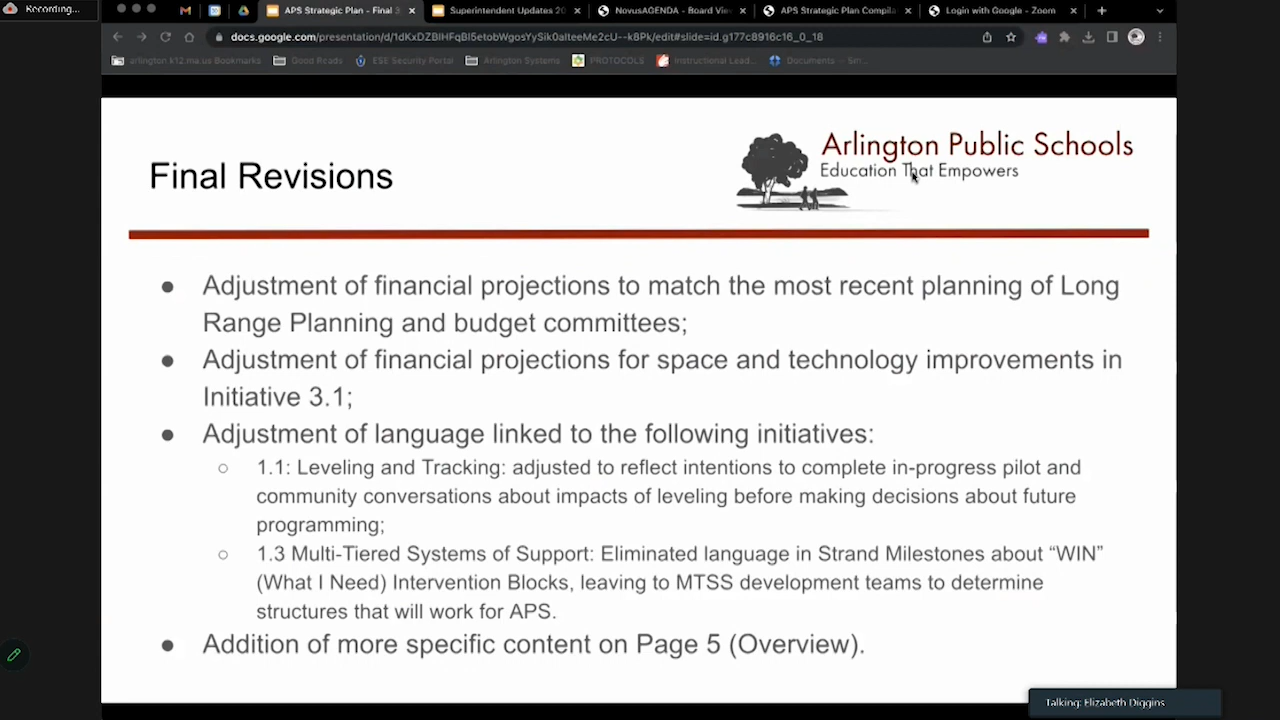 Recording...
APS Strategic Plan - Final 3
Superintendent Updates 20
NovusAGENDA - Board Vie
APS Strategic Plan Compila
Login with Google - Zoom
docs.google.com/presentation/d/
arlington.k12.ma.us Bookmarks
Good Reads
ESE Security Portal
Arlington Systems
PROTOCOLS
Instructional Lead...
Documents — Sm...
Arlington Public Schools
Education That Empowers
Final Revisions
● Adjustment of financial projections to match the most recent planning of Long
Range Planning and budget committees;
● Adjustment of financial projections for space and technology improvements in
Initiative 3.1;
● Adjustment of language linked to the following initiatives:
○ 1.1: Leveling and Tracking: adjusted to reflect intentions to complete in-progress pilot and
community conversations about impacts of leveling before making decisions about future
programming;
○ 1.3 Multi-Tiered Systems of Support: Eliminated language in Strand Milestones about “WIN”
(What I Need) Intervention Blocks, leaving to MTSS development teams to determine
structures that will work for APS.
● Addition of more specific content on Page 5 (Overview).
Talking: Elizabeth Diggins